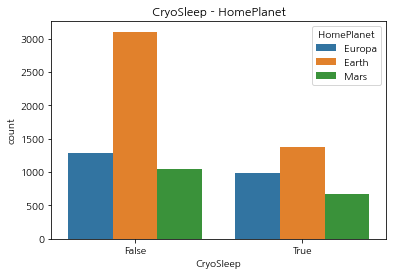 CryoSleep - HomePlanet
HomePlanet
Europa
Earth
Mars
3000
2500
2000
1500
1000
500
0
count
False
True
CryoSleep